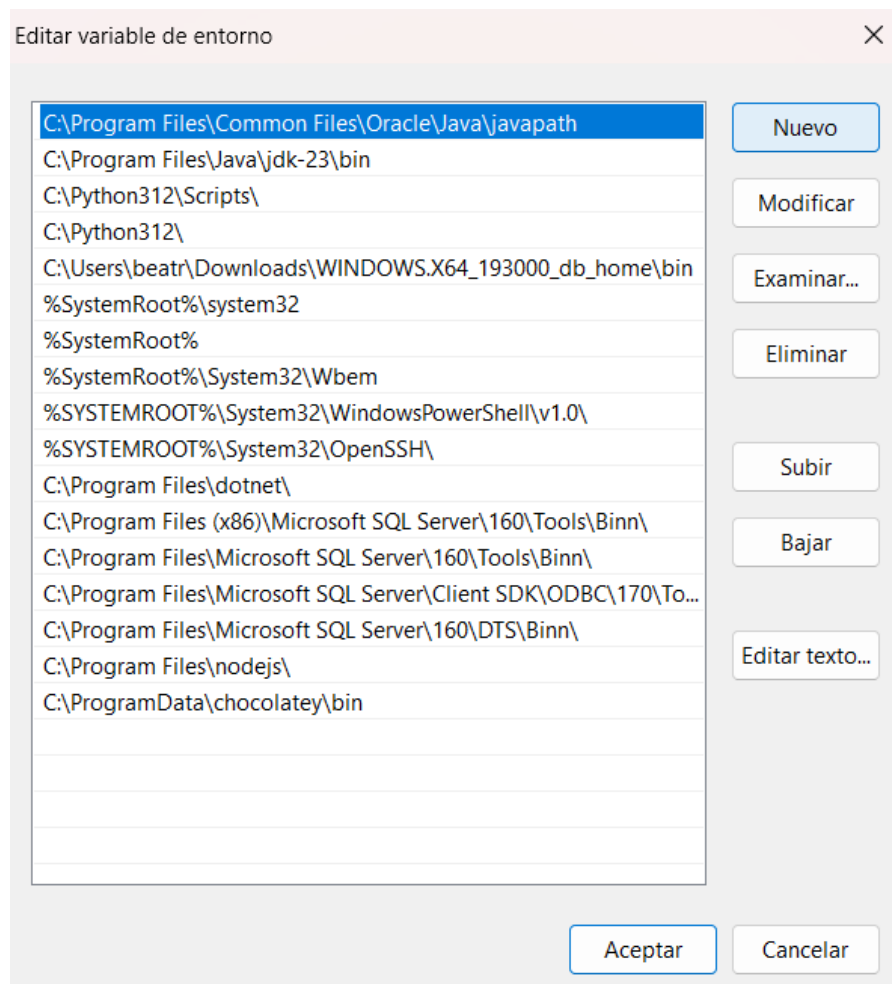 Editar variable de entorno
C:\Program Files\Common Files\Oracle\Java\javapath
C:\Program Files\Java\jdk-23\bin
C:\Python312\Scripts\
C:\Python312\
C:\Users\beatr\Downloads\WINDOWS.X64_193000_db_home\bin
%SystemRoot%\system32
%SystemRoot%
%SystemRoot%\System32\Wbem
%SYSTEMROOT%\System32\WindowsPowerShell\v1.0\
%SYSTEMROOT%\System32\OpenSSH\
C:\Program Files\dotnet\
C:\Program Files (x86)\Microsoft SQL Server\160\Tools\Binn\
C:\Program Files\Microsoft SQL Server\160\Tools\Binn\
C:\Program Files\Microsoft SQL Server\Client SDK\ODBC\170\To...
C:\Program Files\Microsoft SQL Server\160\DTS\Binn\
C:\Program Files\nodejs\
C:\ProgramData\chocolatey\bin
Nuevo
Modificar
Examinar...
Eliminar
Subir
Bajar
Editar texto...
Aceptar
Cancelar